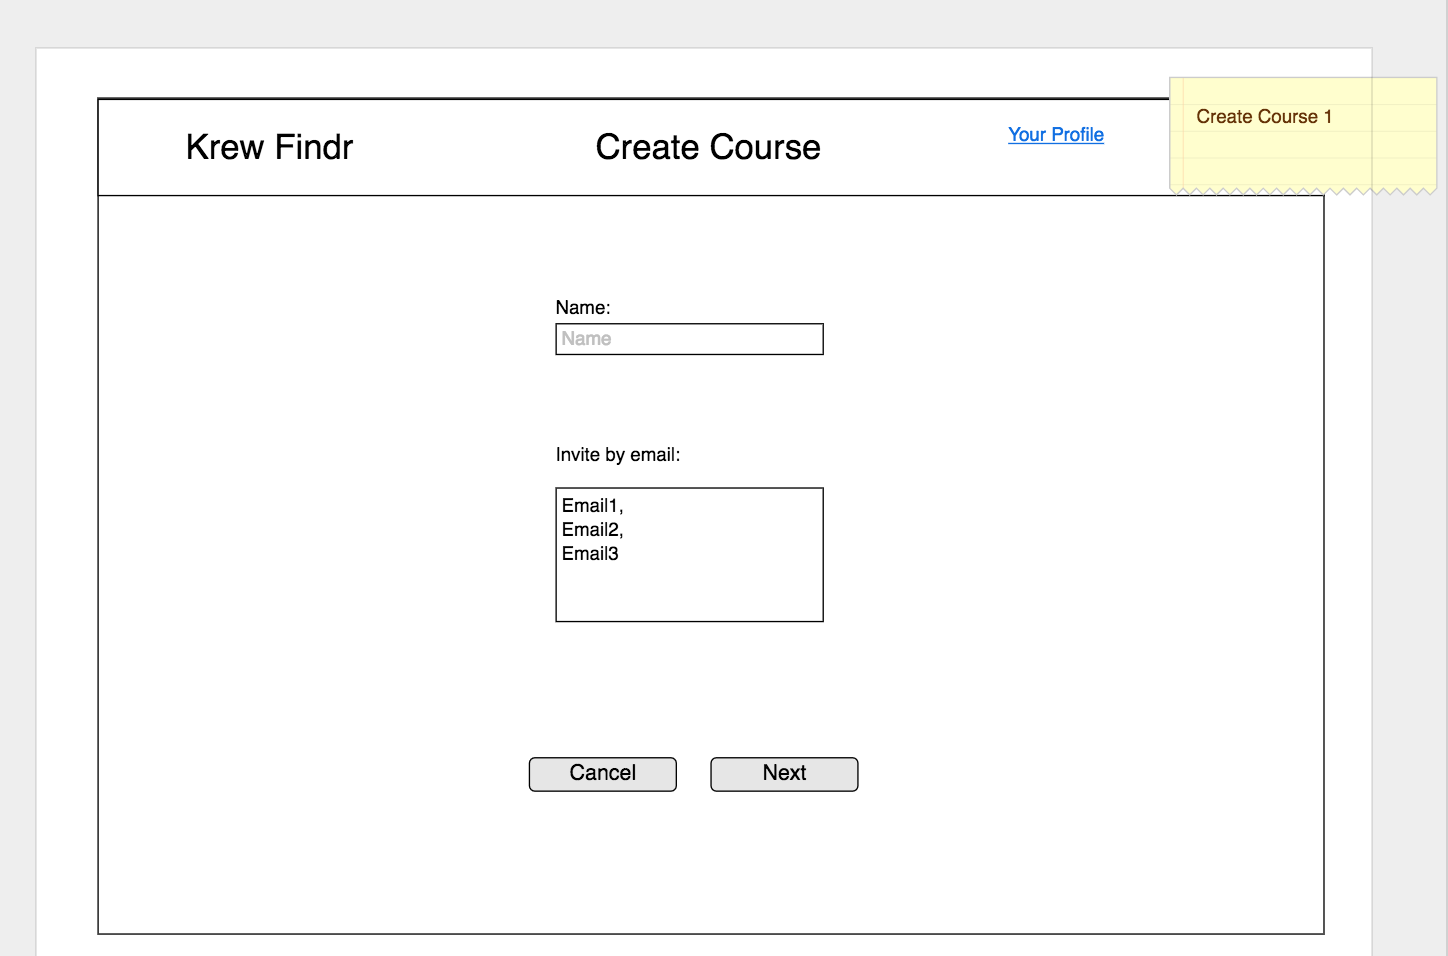 Krew Findr
Create Course
Your Profile
Create Course 1
Name:
Name
Invite by email:
Email1,
Email2,
Email3
Cancel
Next